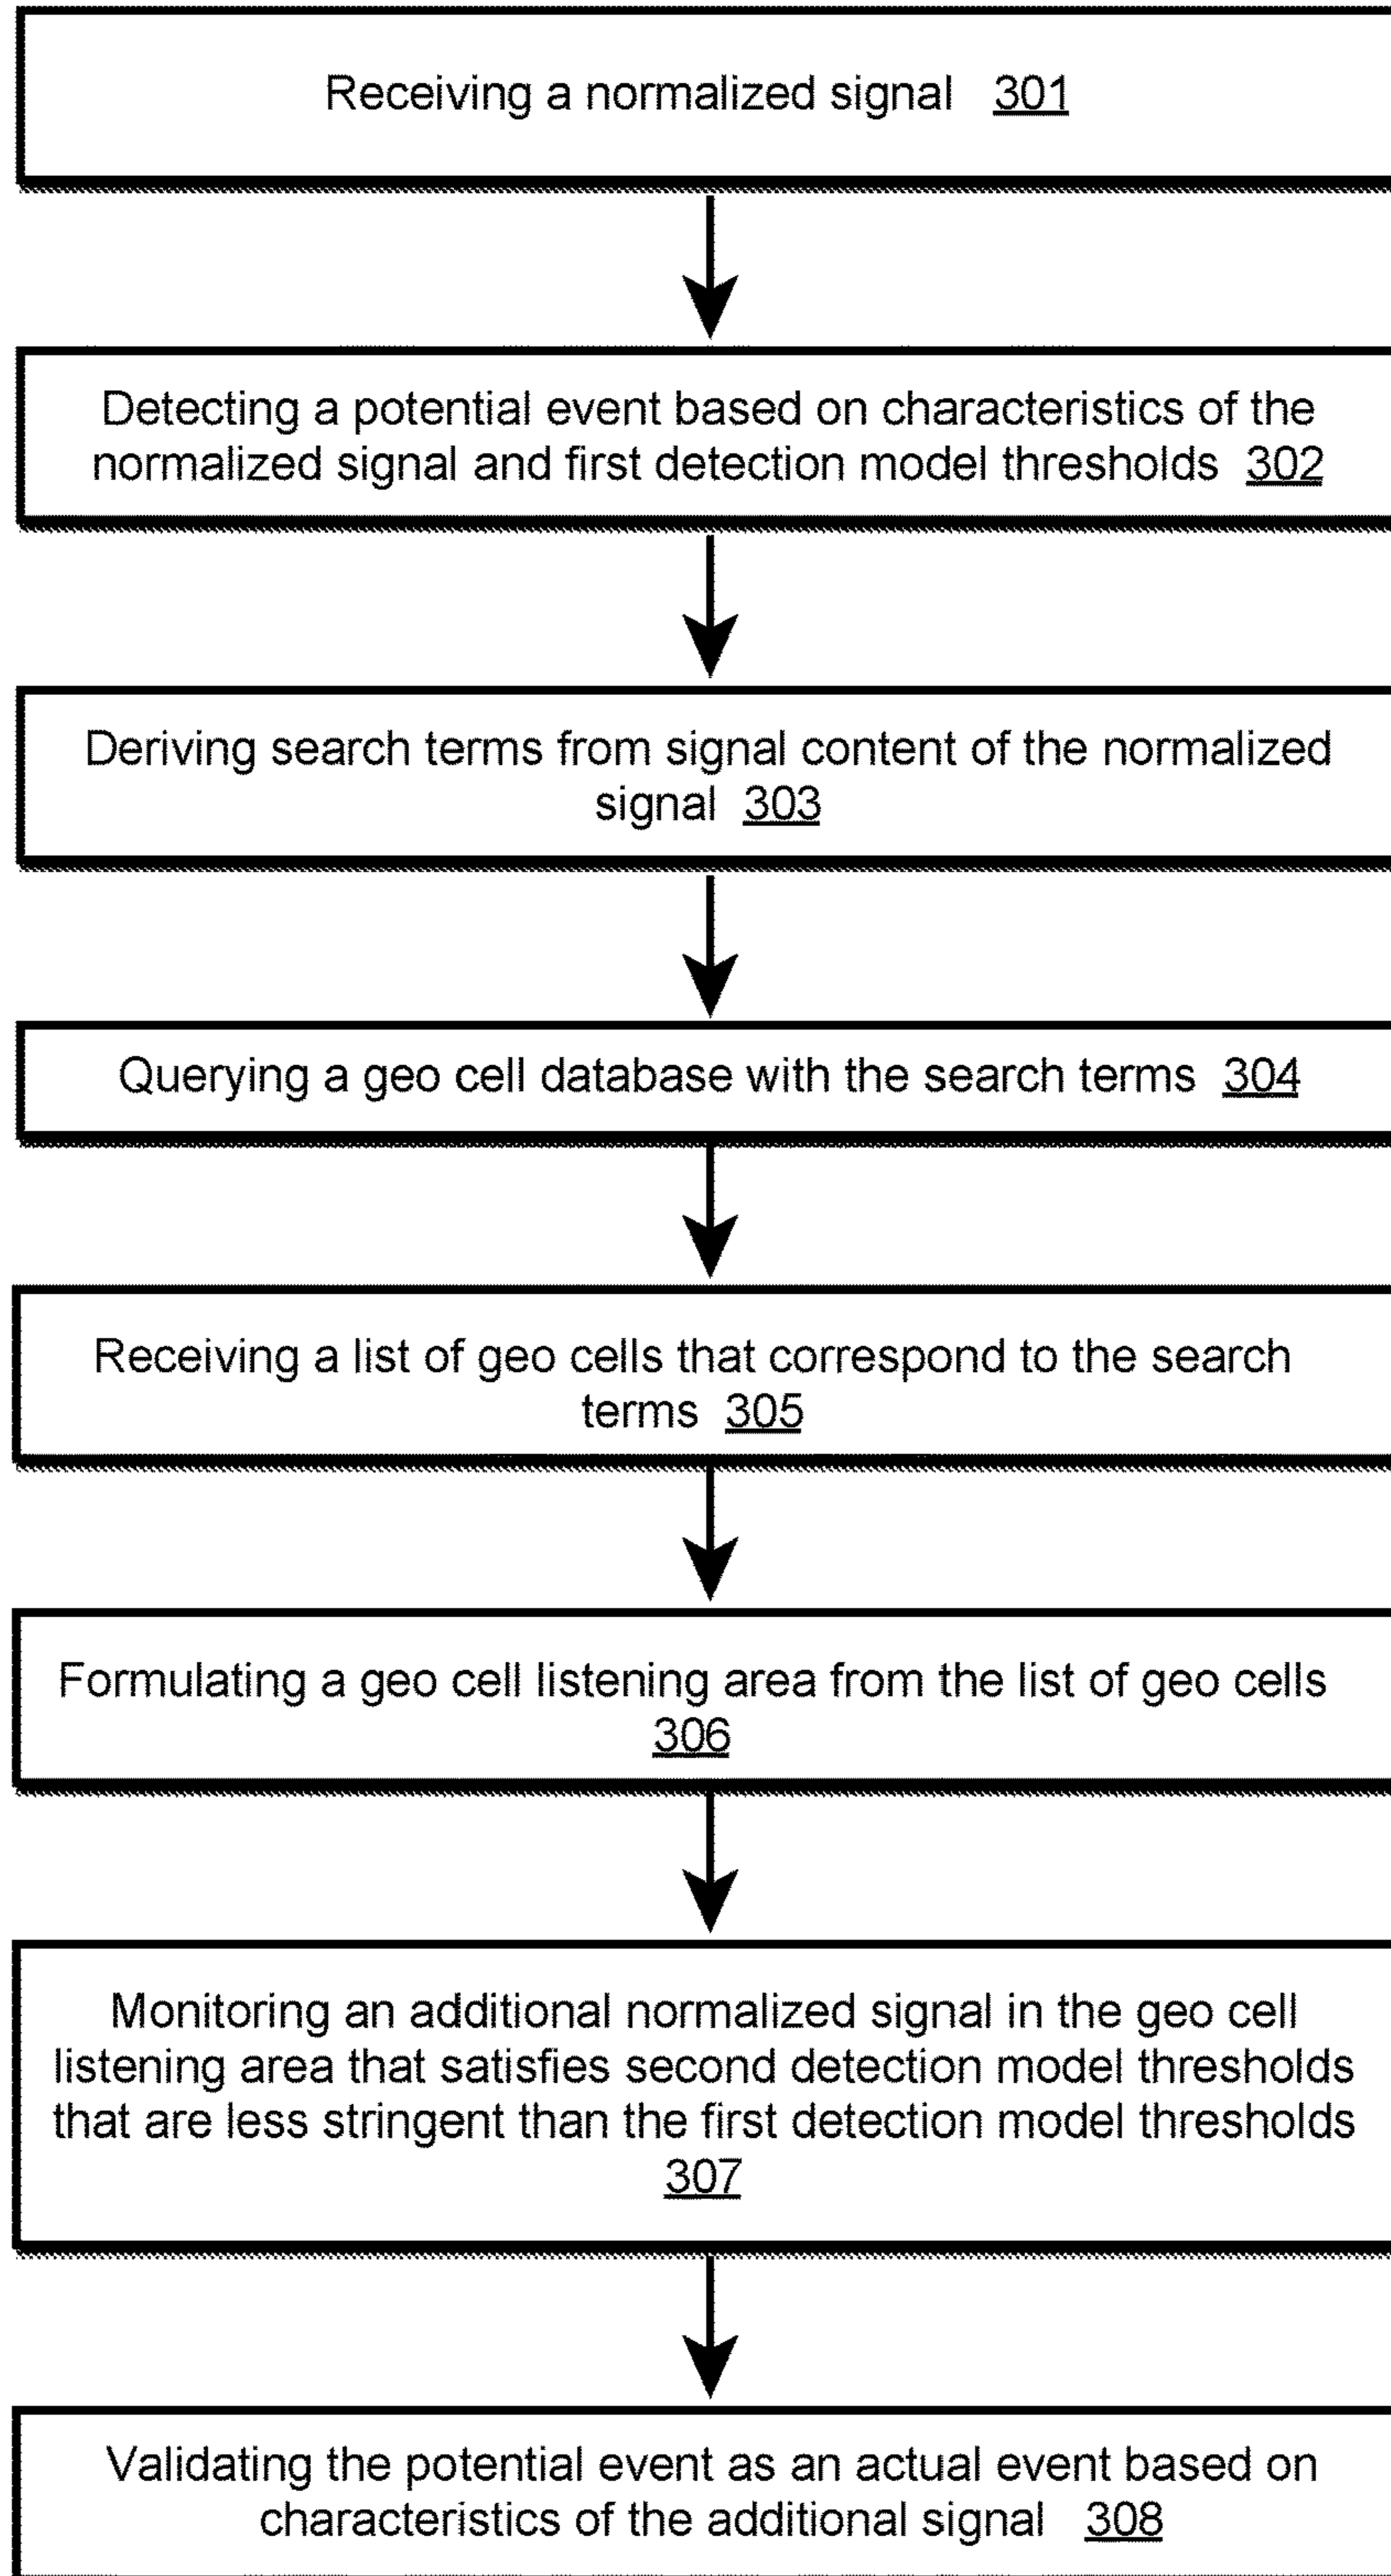 Receiving a normalized signal 301
Detecting a potential event based on characteristics of the
normalized signal and first detection model thresholds 302
Deriving search terms from signal content of the normalized
signal 303
Querying a geo cell database with the search terms 304
Receiving a list of geo cells that correspond to the search
terms 305
Formulating a geo cell listening area from the list of geo cells
306
Monitoring an additional normalized signal in the geo cell
listening area that satisfies second detection model thresholds
that are less stringent than the first detection model thresholds
307
Validating the potential event as an actual event based on
characteristics of the additional signal 308